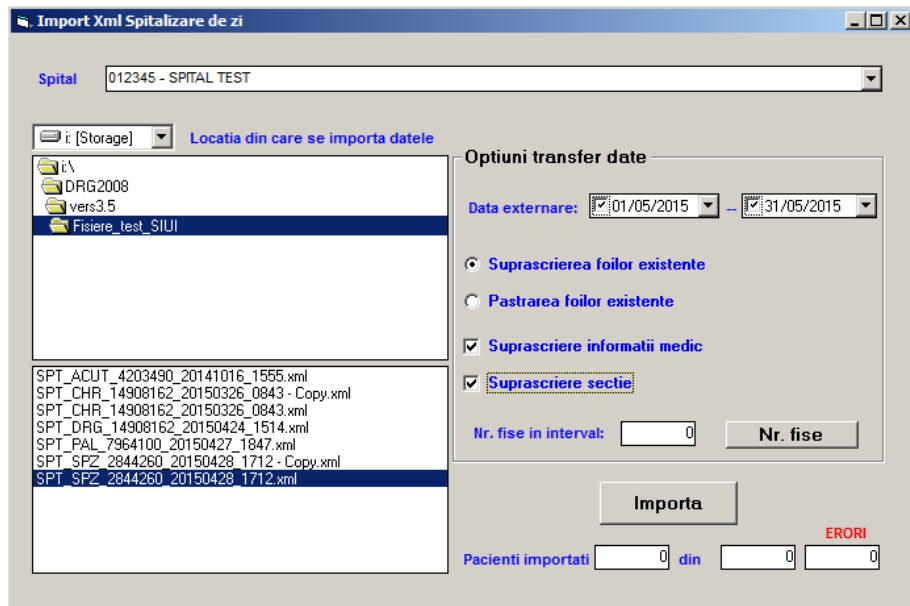 Import Xml Spitalizare de zi
Spital
012345 - SPITAL TEST
i: [Storage]
Locatia din care se importa datele
i:\
DRG2008
vers3.5
Fisiere_test_SIUI
SPT_ACUT_4203490_20141016_1555.xml
SPT_CHR_14908162_20150326_0843 - Copy.xml
SPT_CHR_14908162_20150326_0843.xml
SPT_DRG_14908162_20150424_1514.xml
SPT_PAL_7964100_20150427_1847.xml
SPT_SPZ_2844260_20150428_1712 - Copy.xml
SPT_SPZ_2844260_20150428_1712.xml
Optiuni transfer date
Data externare: 01/05/2015 -- 31/05/2015
Suprascrierea foilor existente
Pastrarea foilor existente
Suprascriere informatii medic
Suprascriere sectie
Nr. fise in interval: 0 Nr. fise
Importa
ERORI
Pacienti importati 0 din 0 0